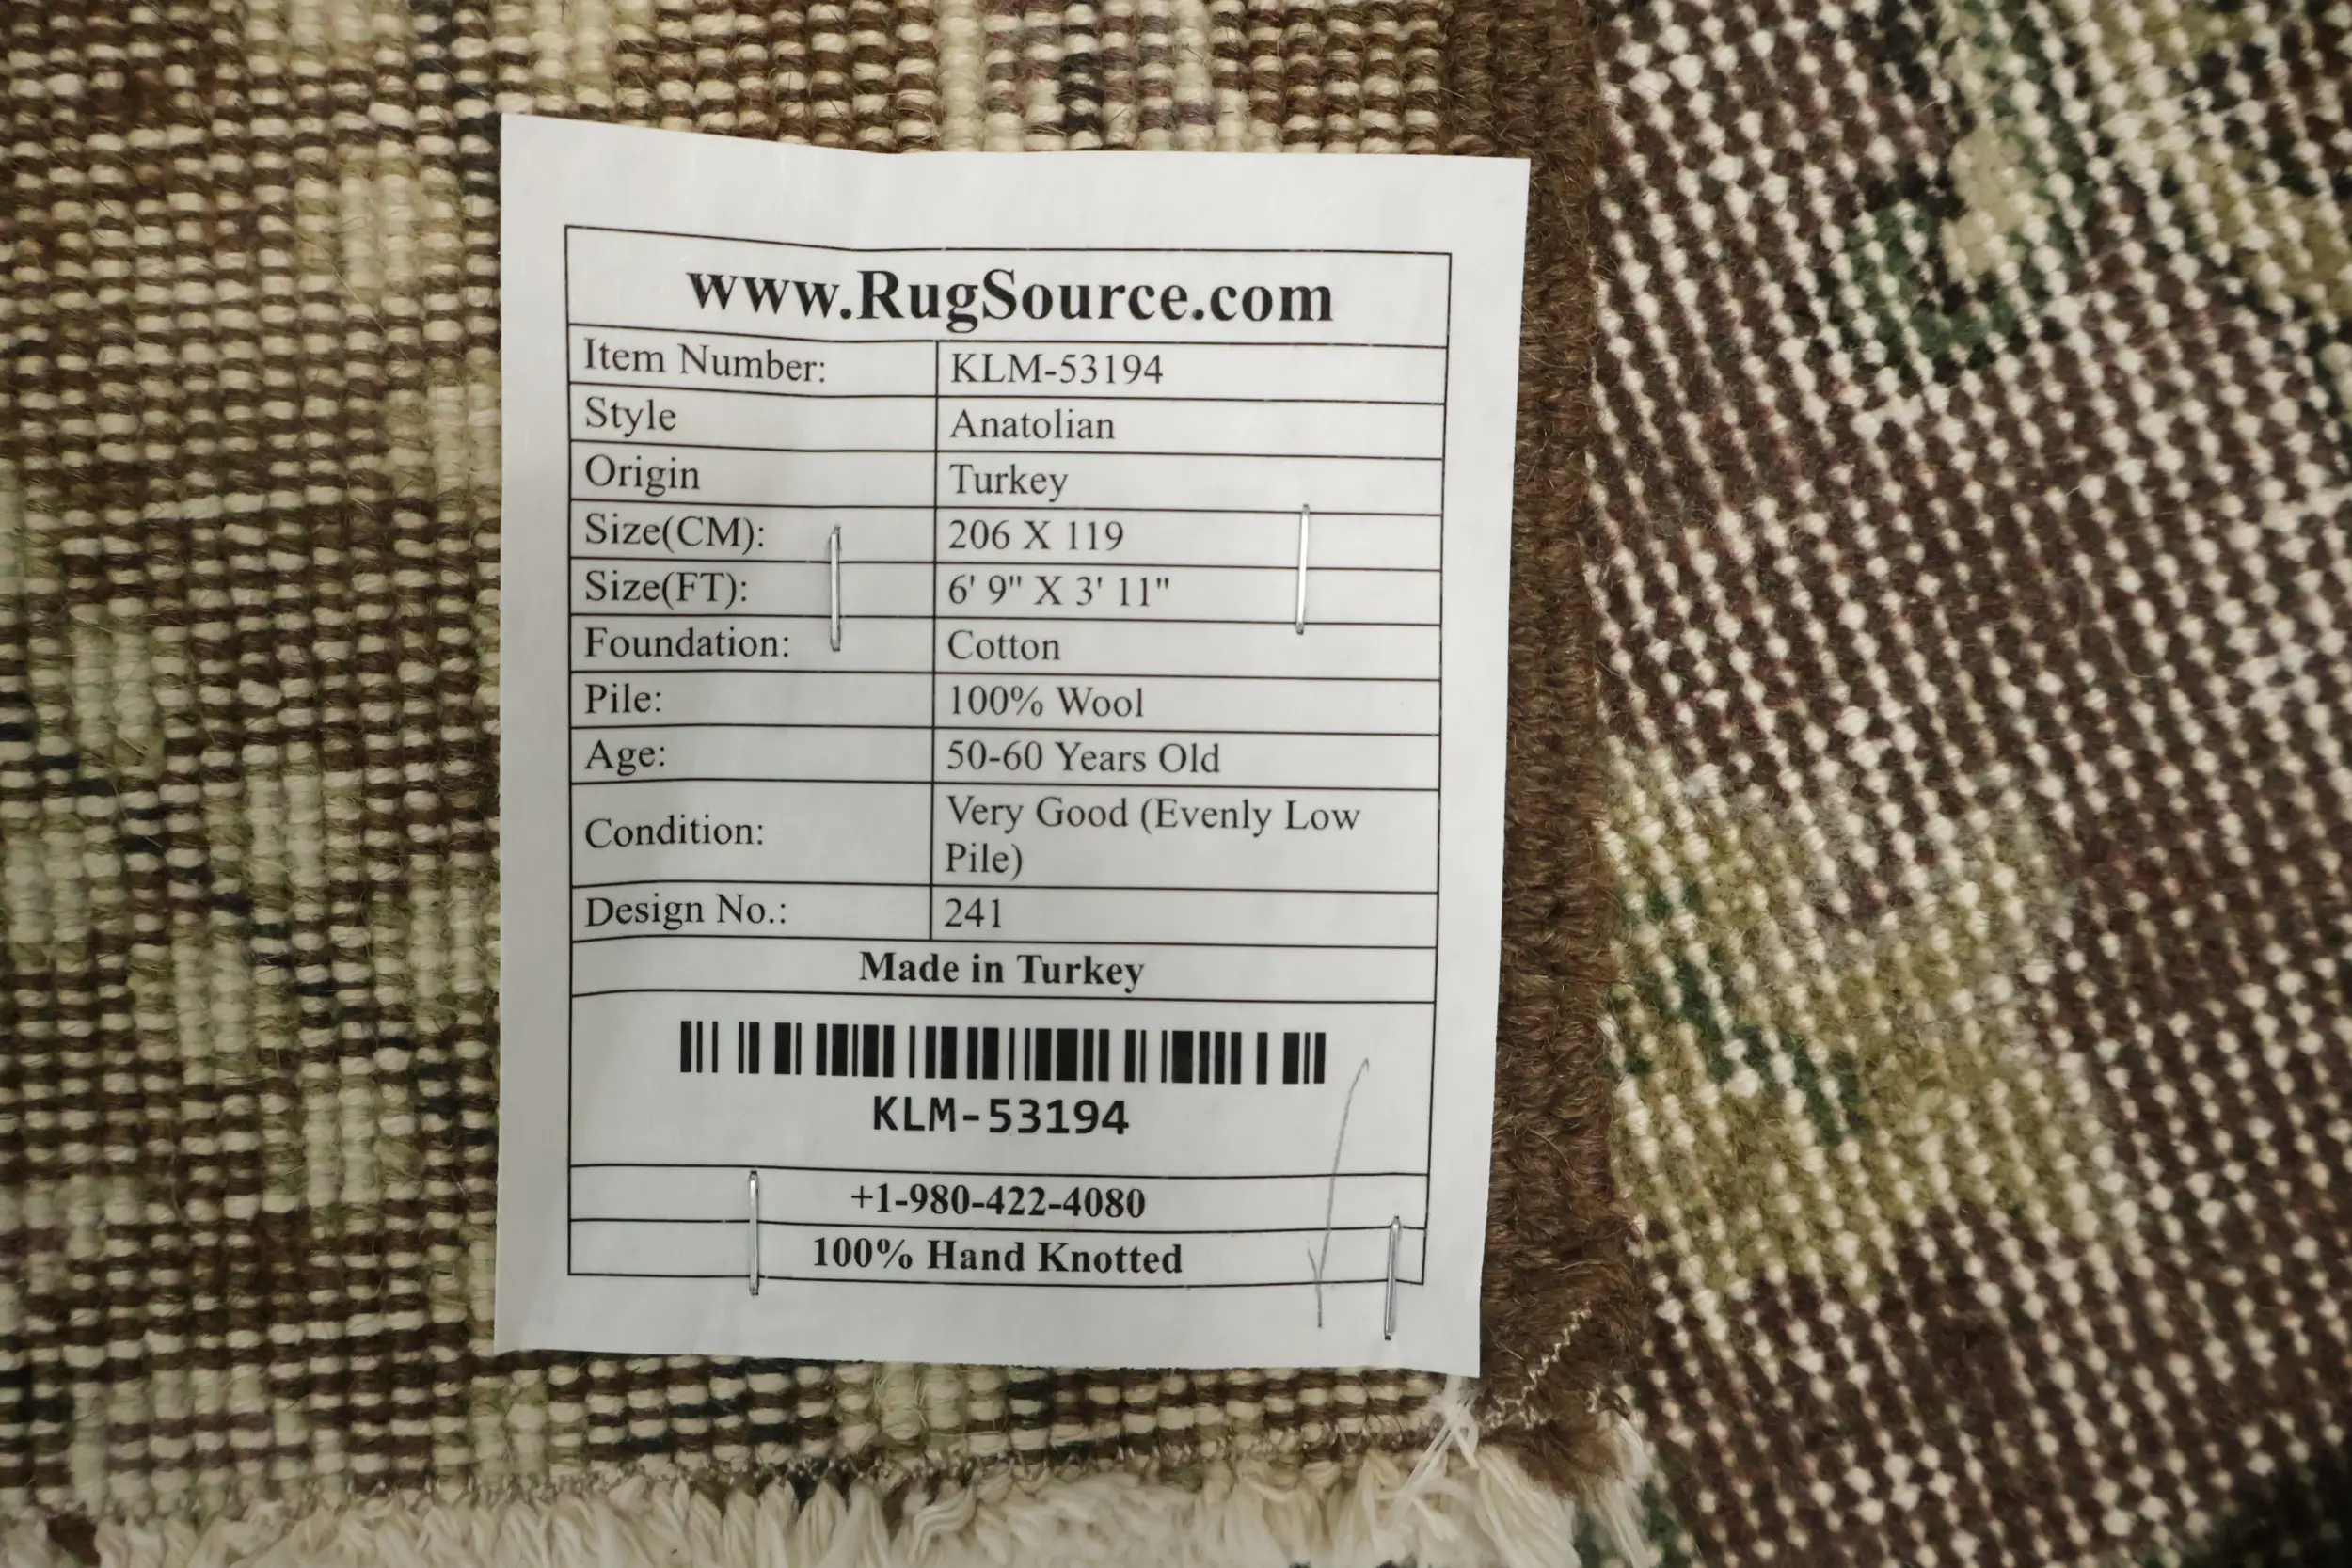 www.RugSource.com
Item Number: KLM-53194
Style Anatolian
Origin Turkey
Size(CM): 206 X 119
Size(FT): 6' 9" X 3' 11"
Foundation: Cotton
Pile: 100% Wool
Age: 50-60 Years Old
Condition: Very Good (Evenly Low
Pile)
Design No.: 241
Made in Turkey
KLM-53194
+1-980-422-4080
100% Hand Knotted